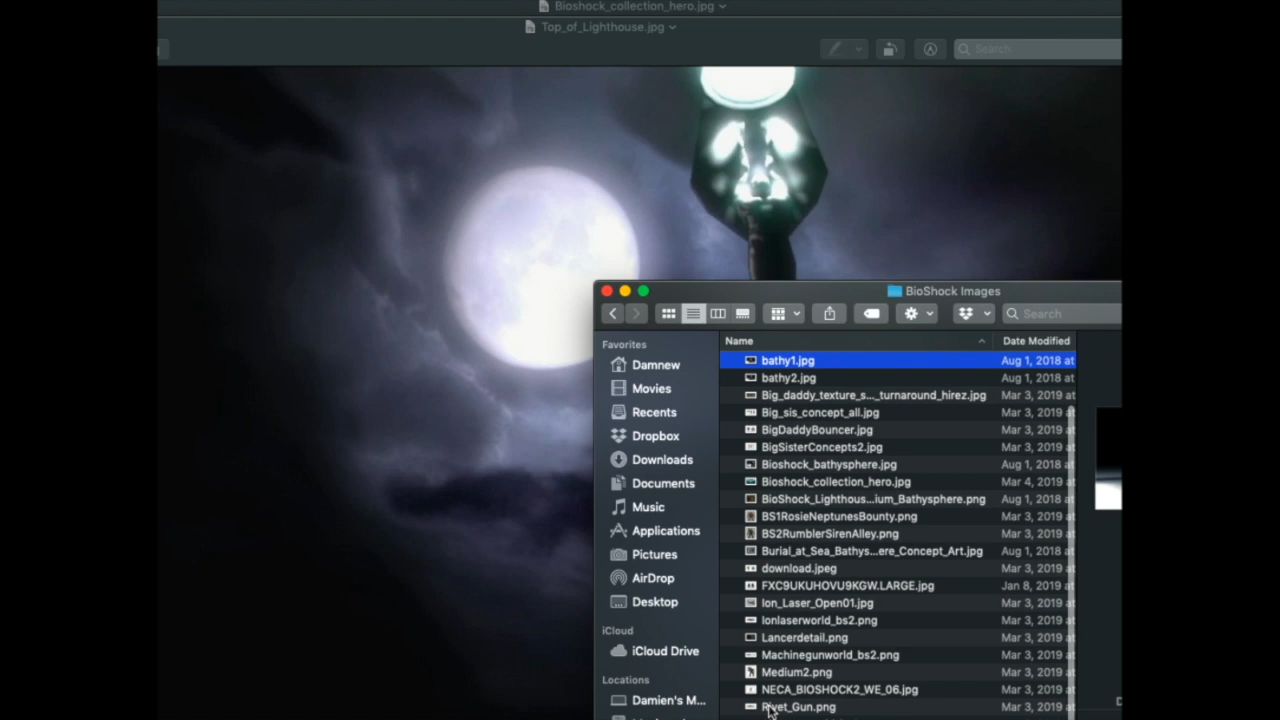 Bioshock_collection_hero.jpg
Top_of_Lighthouse.jpg
Search
BioShock Images
Search
Favorites
Damnew
Movies
Recents
Dropbox
Downloads
Documents
Music
Applications
Pictures
AirDrop
Desktop
iCloud
iCloud Drive
Locations
Damien's M...
Name Date Modified
bathy1.jpg Aug 1, 2018 at
bathy2.jpg Aug 1, 2018 at
Big_daddy_texture_s..._turnaround_hirez.jpg Mar 3, 2019 at
Big_sis_concept_all.jpg Mar 3, 2019 at
BigDaddyBouncer.jpg Mar 3, 2019 at
BigSisterConcepts2.jpg Mar 3, 2019 at
Bioshock_bathysphere.jpg Aug 1, 2018 at
Bioshock_collection_hero.jpg Mar 4, 2019 at
BioShock_Lighthous...ium_Bathysphere.png Aug 1, 2018 at
BS1RosieNeptunesBounty.png Mar 3, 2019 at
BS2RumblerSirenAlley.png Mar 3, 2019 at
Burial_at_Sea_Bathys...ere_Concept_Art.jpg Aug 1, 2018 at
download.jpeg Mar 3, 2019 at
FXC9UKUHOVU9KGW.LARGE.jpg Jan 8, 2019 at
Ion_Laser_Open01.jpg Mar 3, 2019 at
Ionlaserworld_bs2.png Mar 3, 2019 at
Lancerdetail.png Mar 3, 2019 at
Machinegunworld_bs2.png Mar 3, 2019 at
Medium2.png Mar 3, 2019 at
NECA_BIOSHOCK2_WE_06.jpg Mar 3, 2019 at
Rivet_Gun.png Mar 3, 2019 at